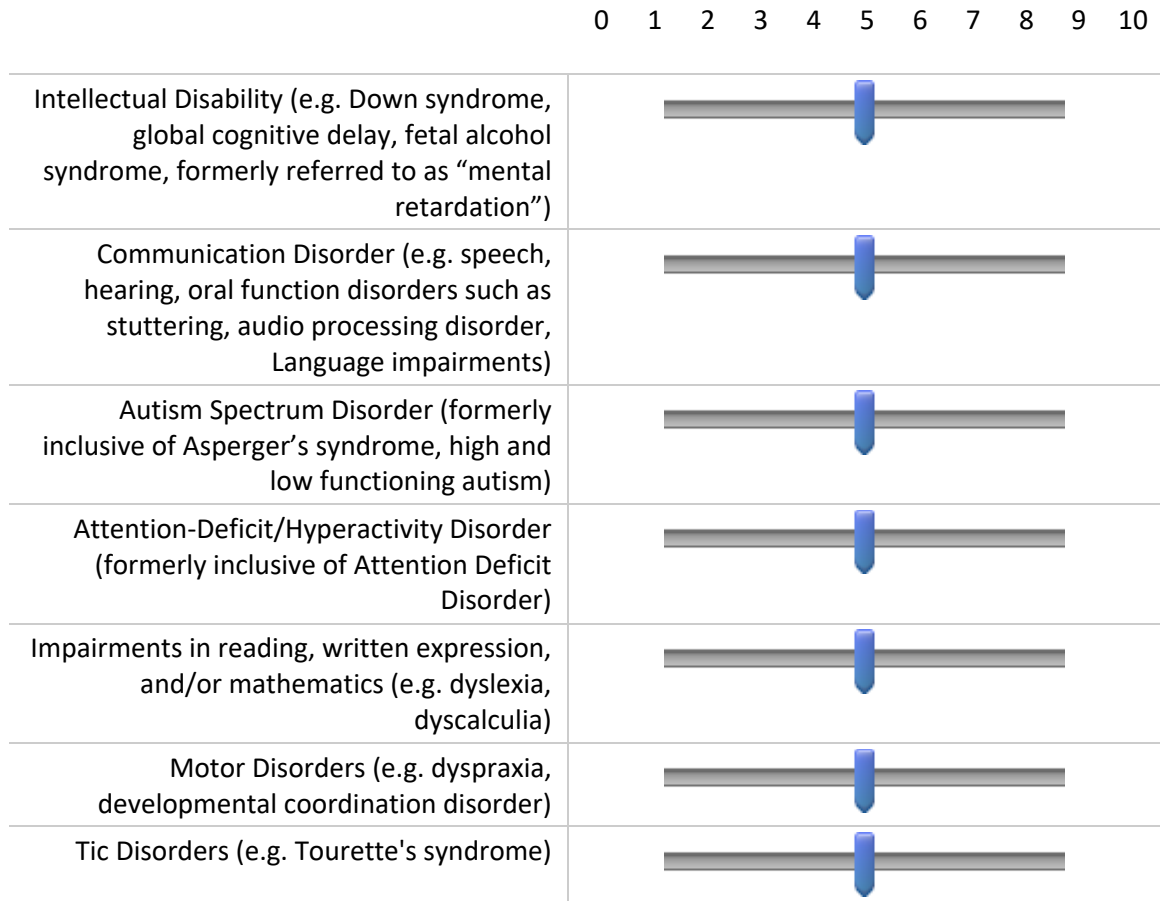 0 1 2 3 4 5 6 7 8 9 10
Intellectual Disability (e.g. Down syndrome,
global cognitive delay, fetal alcohol
syndrome, formerly referred to as “mental
retardation”)
Communication Disorder (e.g. speech,
hearing, oral function disorders such as
stuttering, audio processing disorder,
Language impairments)
Autism Spectrum Disorder (formerly
inclusive of Asperger’s syndrome, high and
low functioning autism)
Attention-Deficit/Hyperactivity Disorder
(formerly inclusive of Attention Deficit
Disorder)
Impairments in reading, written expression,
and/or mathematics (e.g. dyslexia,
dyscalculia)
Motor Disorders (e.g. dyspraxia,
developmental coordination disorder)
Tic Disorders (e.g. Tourette's syndrome)